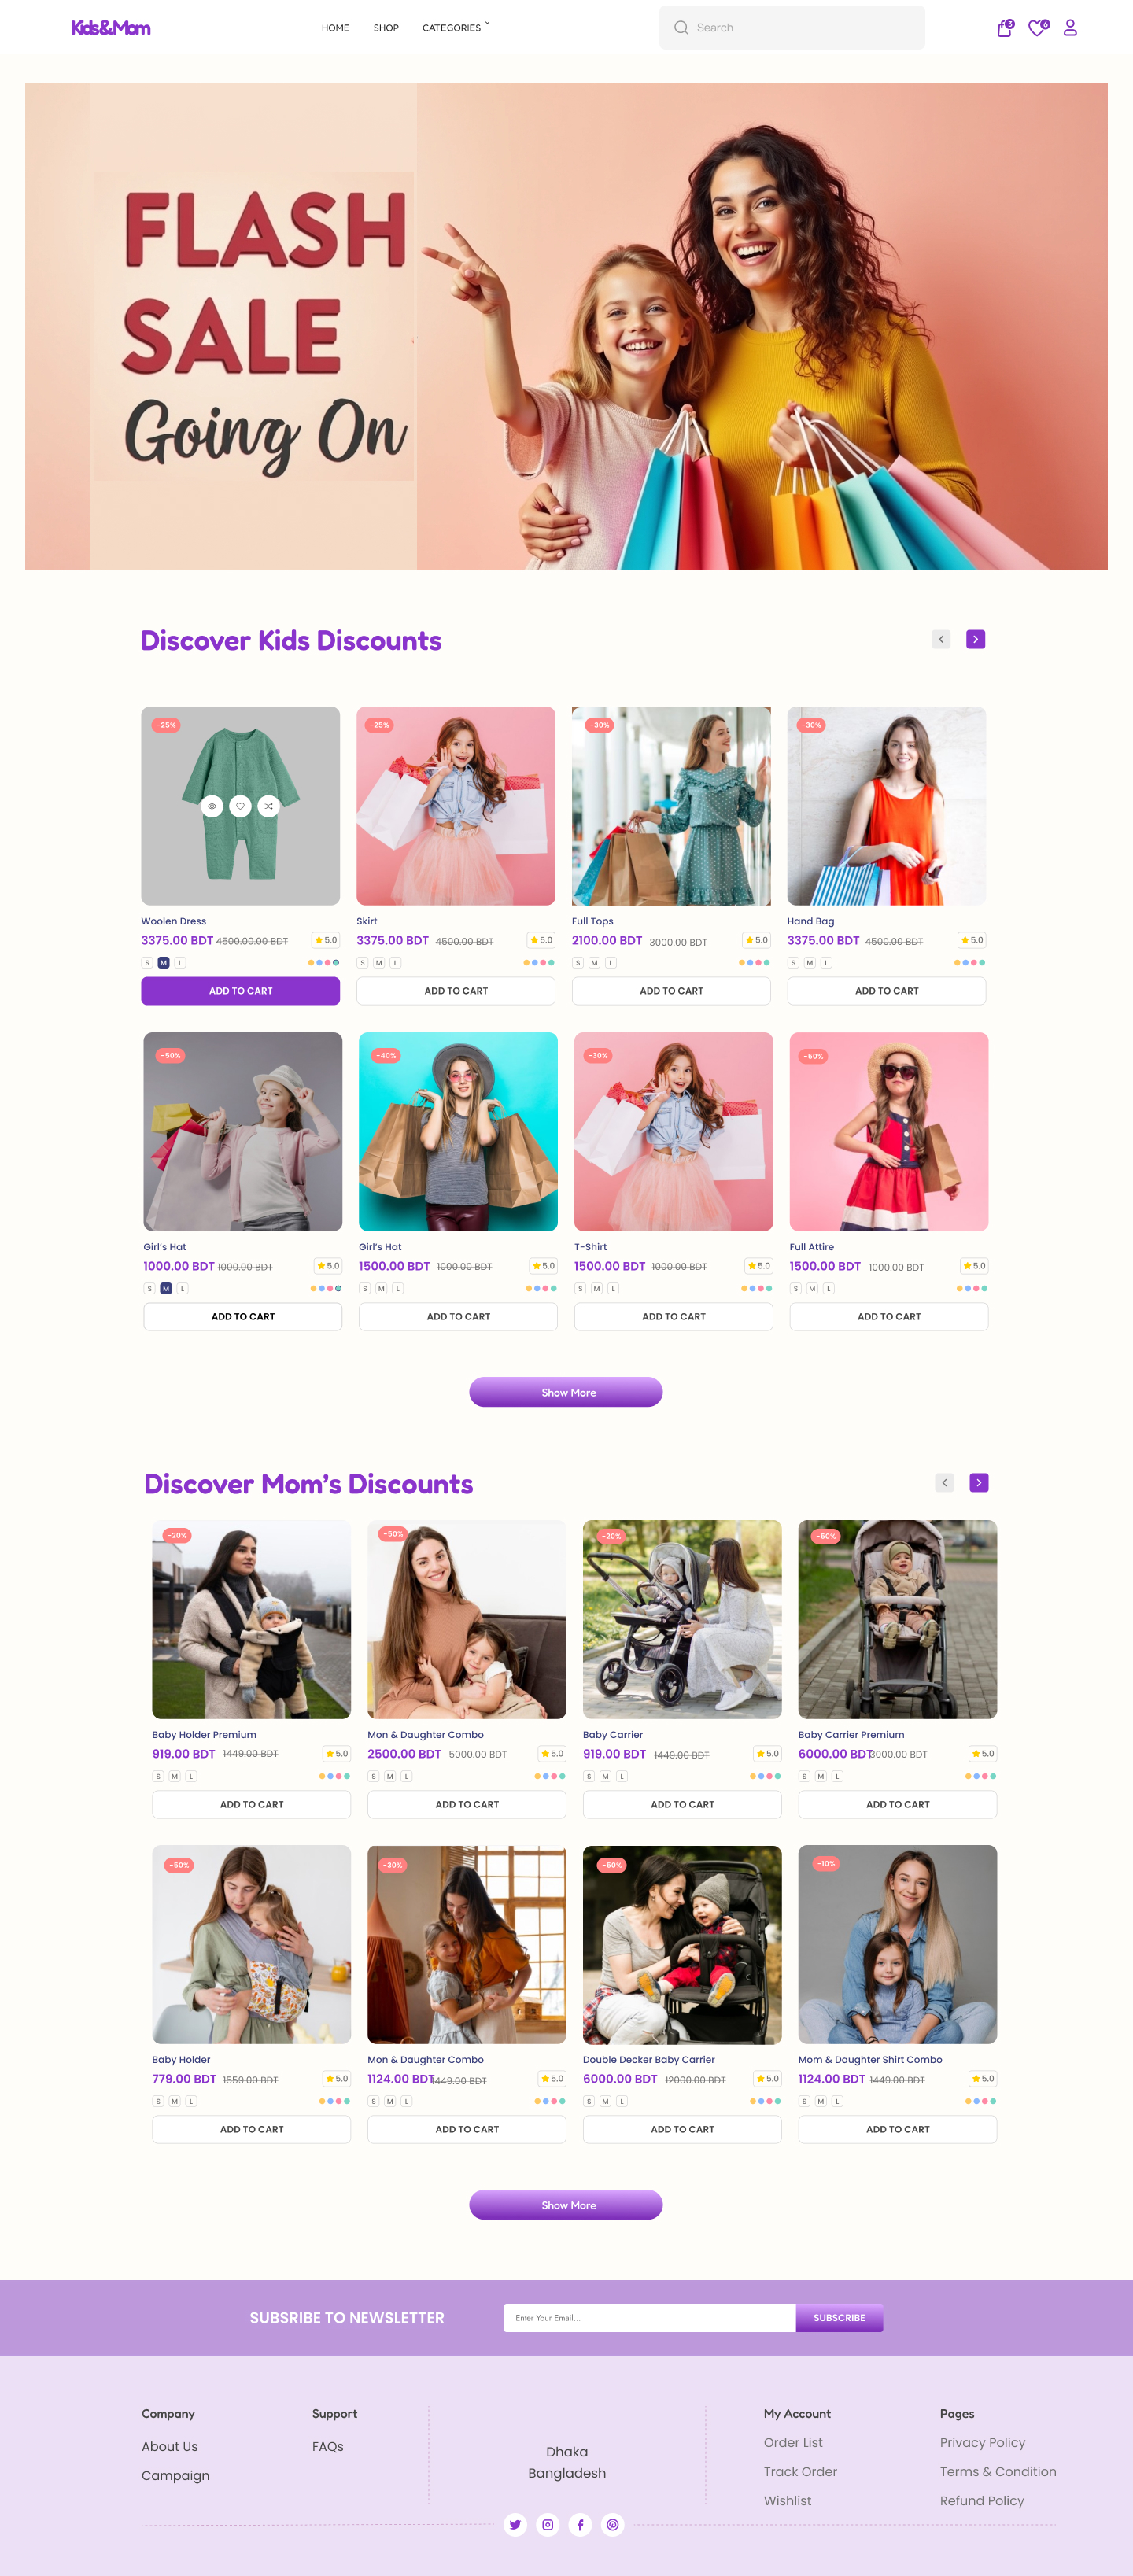 Kids&Mom
HOME SHOP CATEGORIES
Search
3 6
FLASH
SALE
Going On
Discover Kids Discounts
-25% -25% -30% -30%
Woolen Dress Skirt Full Tops Hand Bag
3375.00 BDT 4500.00.00 BDT 5.0 3375.00 BDT 4500.00 BDT 5.0 2100.00 BDT 3000.00 BDT 5.0 3375.00 BDT 4500.00 BDT 5.0
S M L S M L S M L S M L
ADD TO CART ADD TO CART ADD TO CART ADD TO CART
-50% -40% -30% -50%
Girl's Hat Girl's Hat T-Shirt Full Attire
1000.00 BDT 1000.00 BDT 5.0 1500.00 BDT 1000.00 BDT 5.0 1500.00 BDT 1000.00 BDT 5.0 1500.00 BDT 1000.00 BDT 5.0
S M L S M L S M L S M L
ADD TO CART ADD TO CART ADD TO CART ADD TO CART
Show More
Discover Mom's Discounts
-20% -50% -20% -50%
Baby Holder Premium Mon & Daughter Combo Baby Carrier Baby Carrier Premium
919.00 BDT 1449.00 BDT 5.0 2500.00 BDT 5000.00 BDT 5.0 919.00 BDT 1449.00 BDT 5.0 6000.00 BDT 3000.00 BDT 5.0
S M L S M L S M L S M L
ADD TO CART ADD TO CART ADD TO CART ADD TO CART
-50% -30% -50% -10%
Baby Holder Mon & Daughter Combo Double Decker Baby Carrier Mom & Daughter Shirt Combo
779.00 BDT 1559.00 BDT 5.0 1124.00 BDT 1449.00 BDT 5.0 6000.00 BDT 12000.00 BDT 5.0 1124.00 BDT 1449.00 BDT 5.0
S M L S M L S M L S M L
ADD TO CART ADD TO CART ADD TO CART ADD TO CART
Show More
SUBSRIBE TO NEWSLETTER Enter Your Email... SUBSCRIBE
Company Support My Account Pages
About Us FAQs Order List Privacy Policy
Dhaka
Campaign Track Order Terms & Condition
Bangladesh
Wishlist Refund Policy